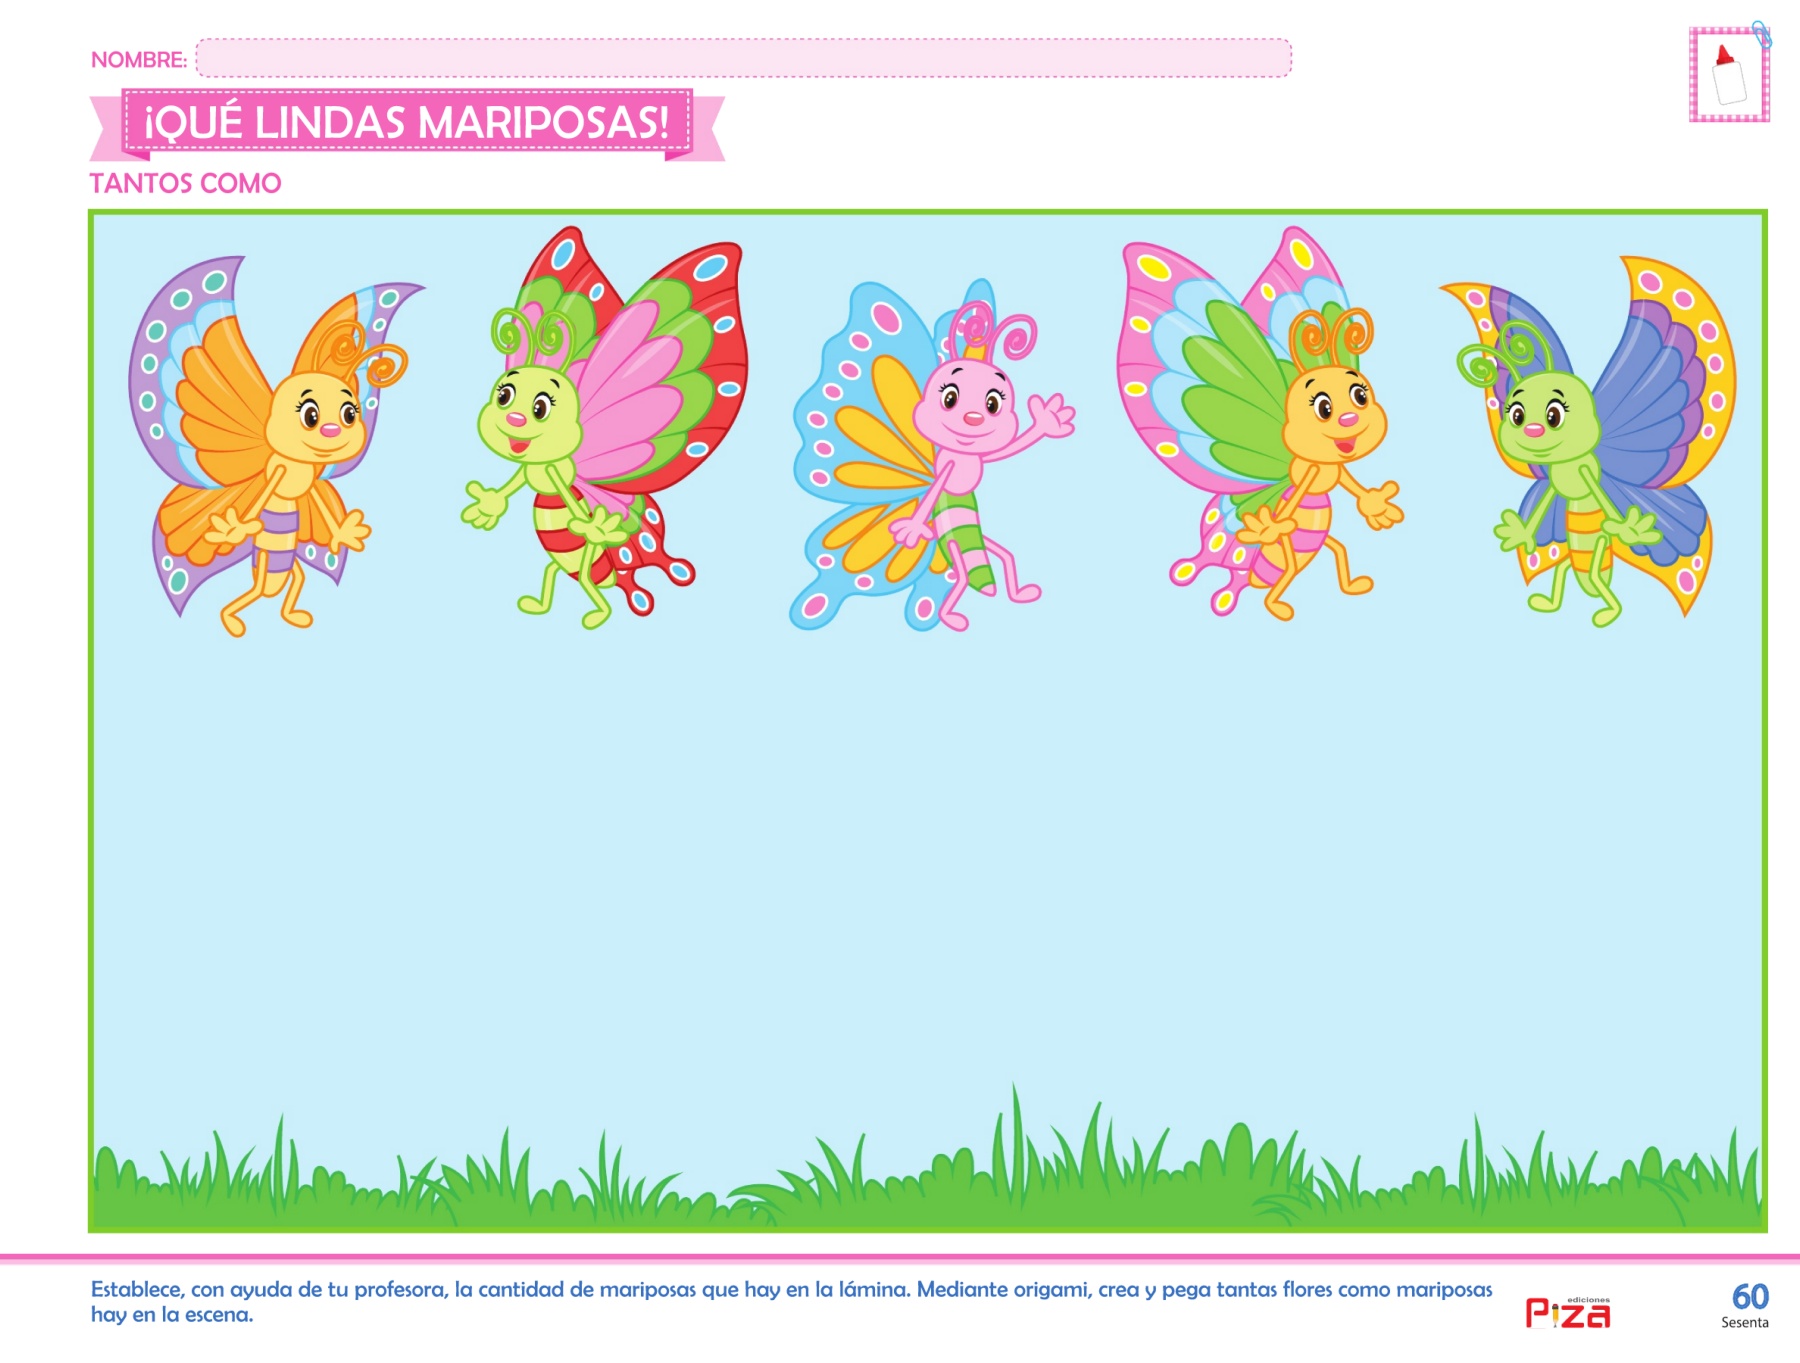 NOMBRE:
¡QUÉ LINDAS MARIPOSAS!
TANTOS COMO
Establece, con ayuda de tu profesora, la cantidad de mariposas que hay en la lámina. Mediante origami, crea y pega tantas flores como mariposas
hay en la escena.
ediciones
Piza
60
Sesenta